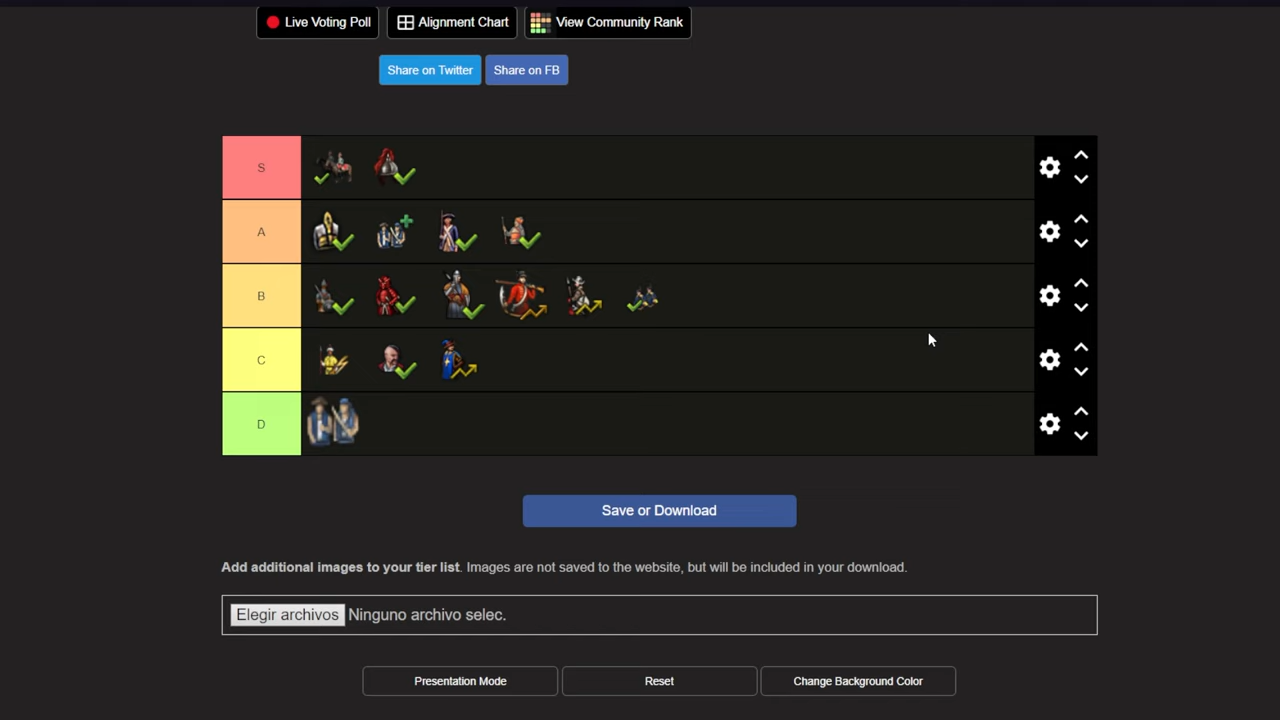 Live Voting Poll Alignment Chart View Community Rank
Share on Twitter Share on FB
S
A
B
C
D
Save or Download
Add additional images to your tier list. Images are not saved to the website, but will be included in your download.
Elegir archivos Ninguno archivo selec.
Presentation Mode Reset Change Background Color